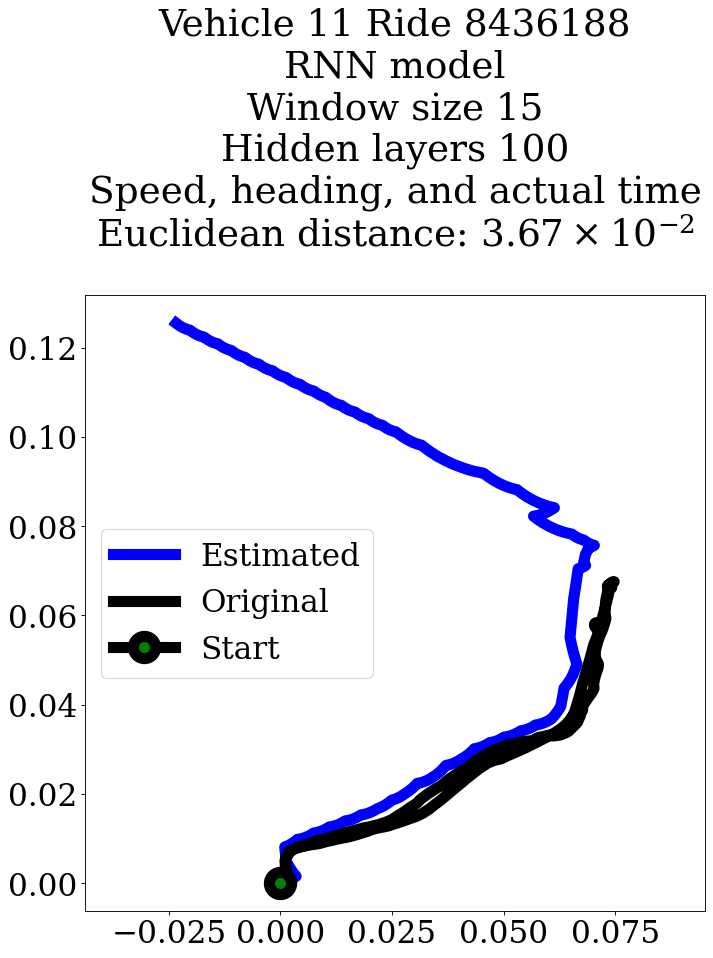 Vehicle 11 Ride 8436188
RNN model
Window size 15
Hidden layers 100
Speed, heading, and actual time
Euclidean distance: 3.67 × 10⁻²
0.12
0.10
0.08
0.06
0.04
0.02
0.00
Estimated
Original
Start
−0.025 0.000 0.025 0.050 0.075